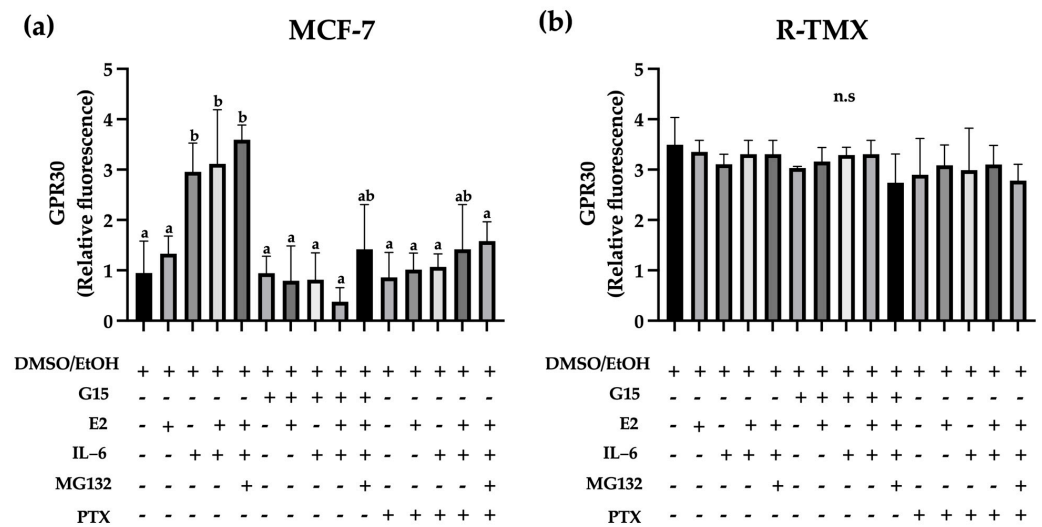 (a)
MCF-7
GPR30
(Relative fluorescence)
5
4
3
2
1
0
a a b b b a a a a ab a a a ab a
DMSO/EtOH + + + + + + + + + + + + + + +
G15 - - - - - + + + + + - - - - -
E2 - + - + + - + - + + - + - + +
IL–6 - - + + + - - + + + - - + + +
MG132 - - - - + - - - - + - - - - +
PTX - - - - - - - - - - + + + + +
(b)
R-TMX
GPR30
(Relative fluorescence)
5
4
3
2
1
0
n.s
DMSO/EtOH + + + + + + + + + + + + + + +
G15 - - - - - + + + + + - - - - -
E2 - + - + + - + - + + - + - + +
IL–6 - - + + + - - + + + - - + + +
MG132 - - - - + - - - - + - - - - +
PTX - - - - - - - - - - + + + + +